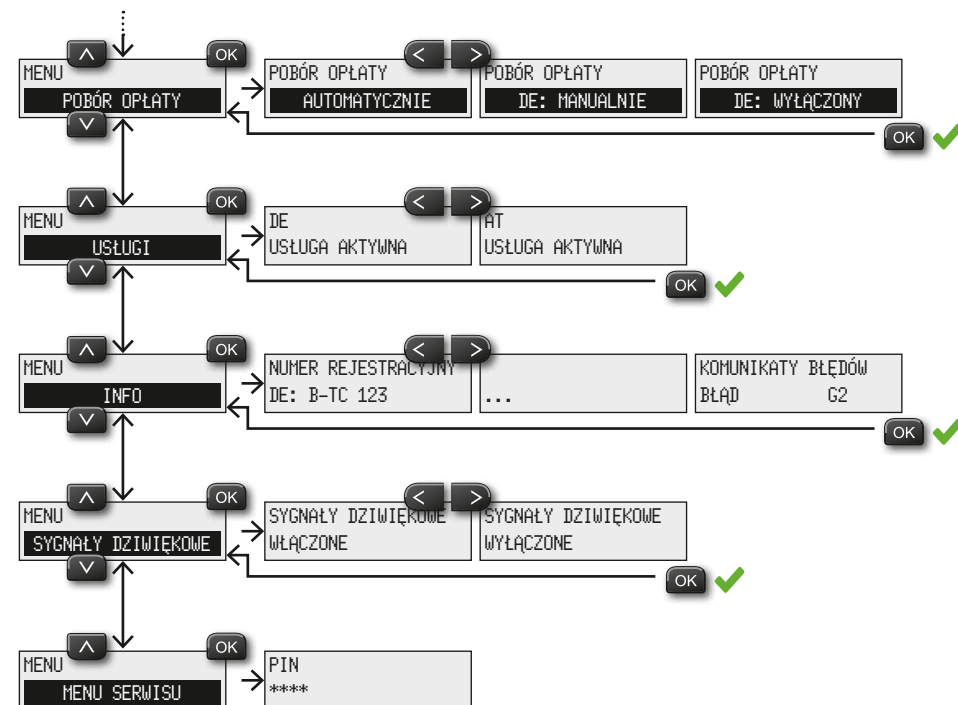 OK
MENU
POBÓR OPŁATY
POBÓR OPŁATY
AUTOMATYCZNIE
POBÓR OPŁATY
DE: MANUALNIE
POBÓR OPŁATY
DE: WYŁĄCZONY
OK
OK
MENU
USŁUGI
DE
USŁUGA AKTYWNA
AT
USŁUGA AKTYWNA
OK
OK
MENU
INFO
NUMER REJESTRACYJNY
DE: B-TC 123
...
KOMUNIKATY BŁĘDÓW
BŁĄD G2
OK
OK
MENU
SYGNAŁY DZIWIĘKOWE
SYGNAŁY DZIWIĘKOWE
WŁĄCZONE
SYGNAŁY DZIWIĘKOWE
WYŁĄCZONE
OK
OK
MENU
MENU SERWISU
PIN
****